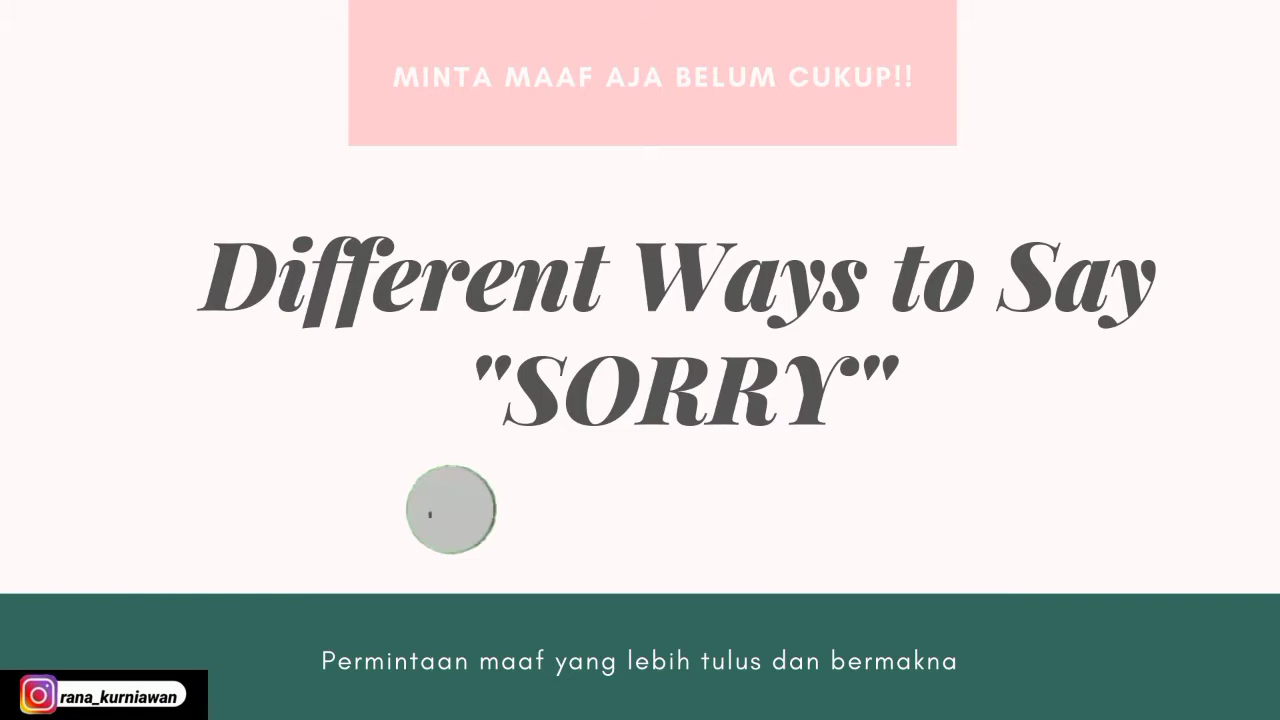 MINTA MAAF AJA BELUM CUKUP!!
Different Ways to Say
"SORRY"
Permintaan maaf yang lebih tulus dan bermakna
rana_kurniawan